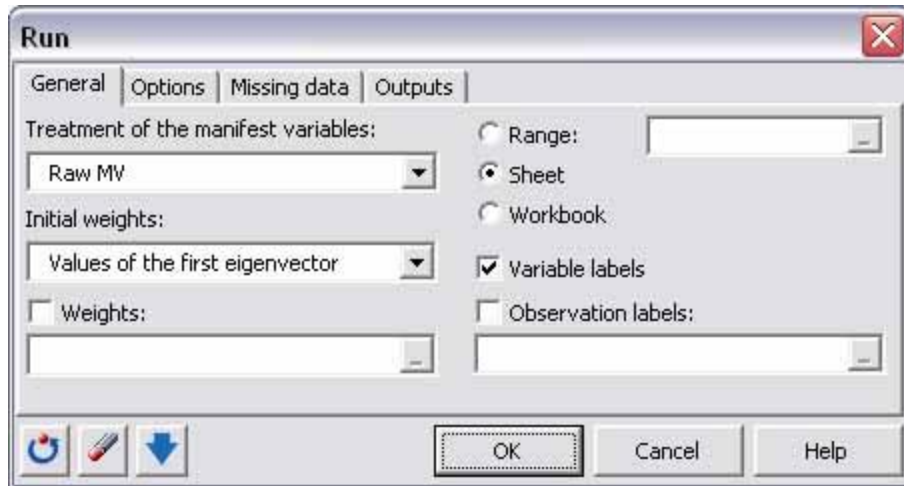 Run
General Options Missing data Outputs
Treatment of the manifest variables:
Raw MV
Initial weights:
Values of the first eigenvector
Weights:
Range:
Sheet
Workbook
Variable labels
Observation labels:
OK Cancel Help